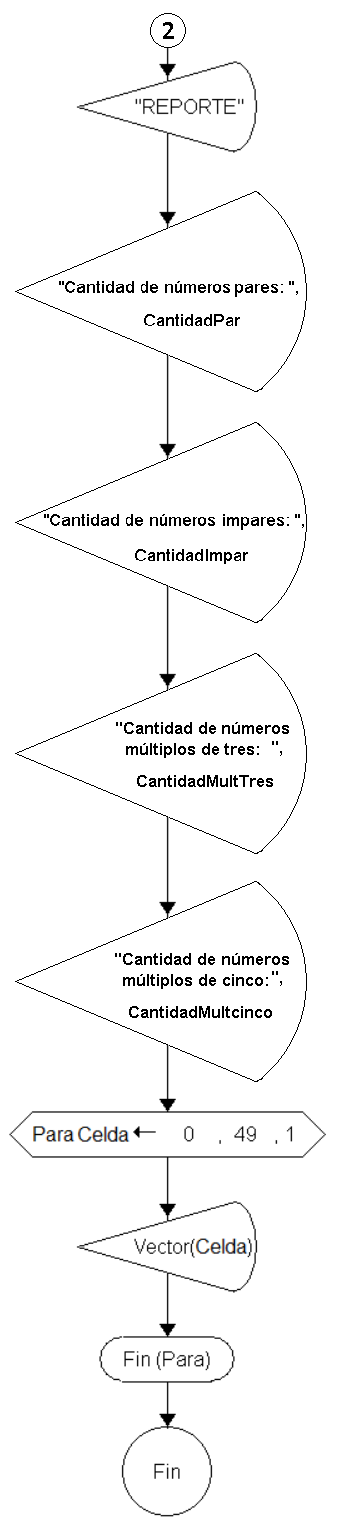 2
"REPORTE"
"Cantidad de números pares: ",
CantidadPar
"Cantidad de números impares: ",
CantidadImpar
"Cantidad de números
múltiplos de tres: ",
CantidadMultTres
"Cantidad de números
múltiplos de cinco:",
CantidadMultcinco
Para Celda ← 0 , 49 , 1
Vector(Celda)
Fin (Para)
Fin